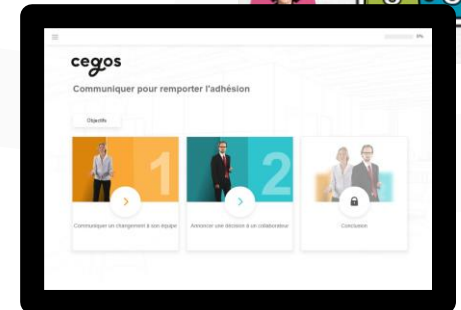 0%
cegos
Communiquer pour remporter l'adhésion
Objectifs
1
2
Communiquer un changement à son équipe
Annoncer une décision à un collaborateur
Conclusion